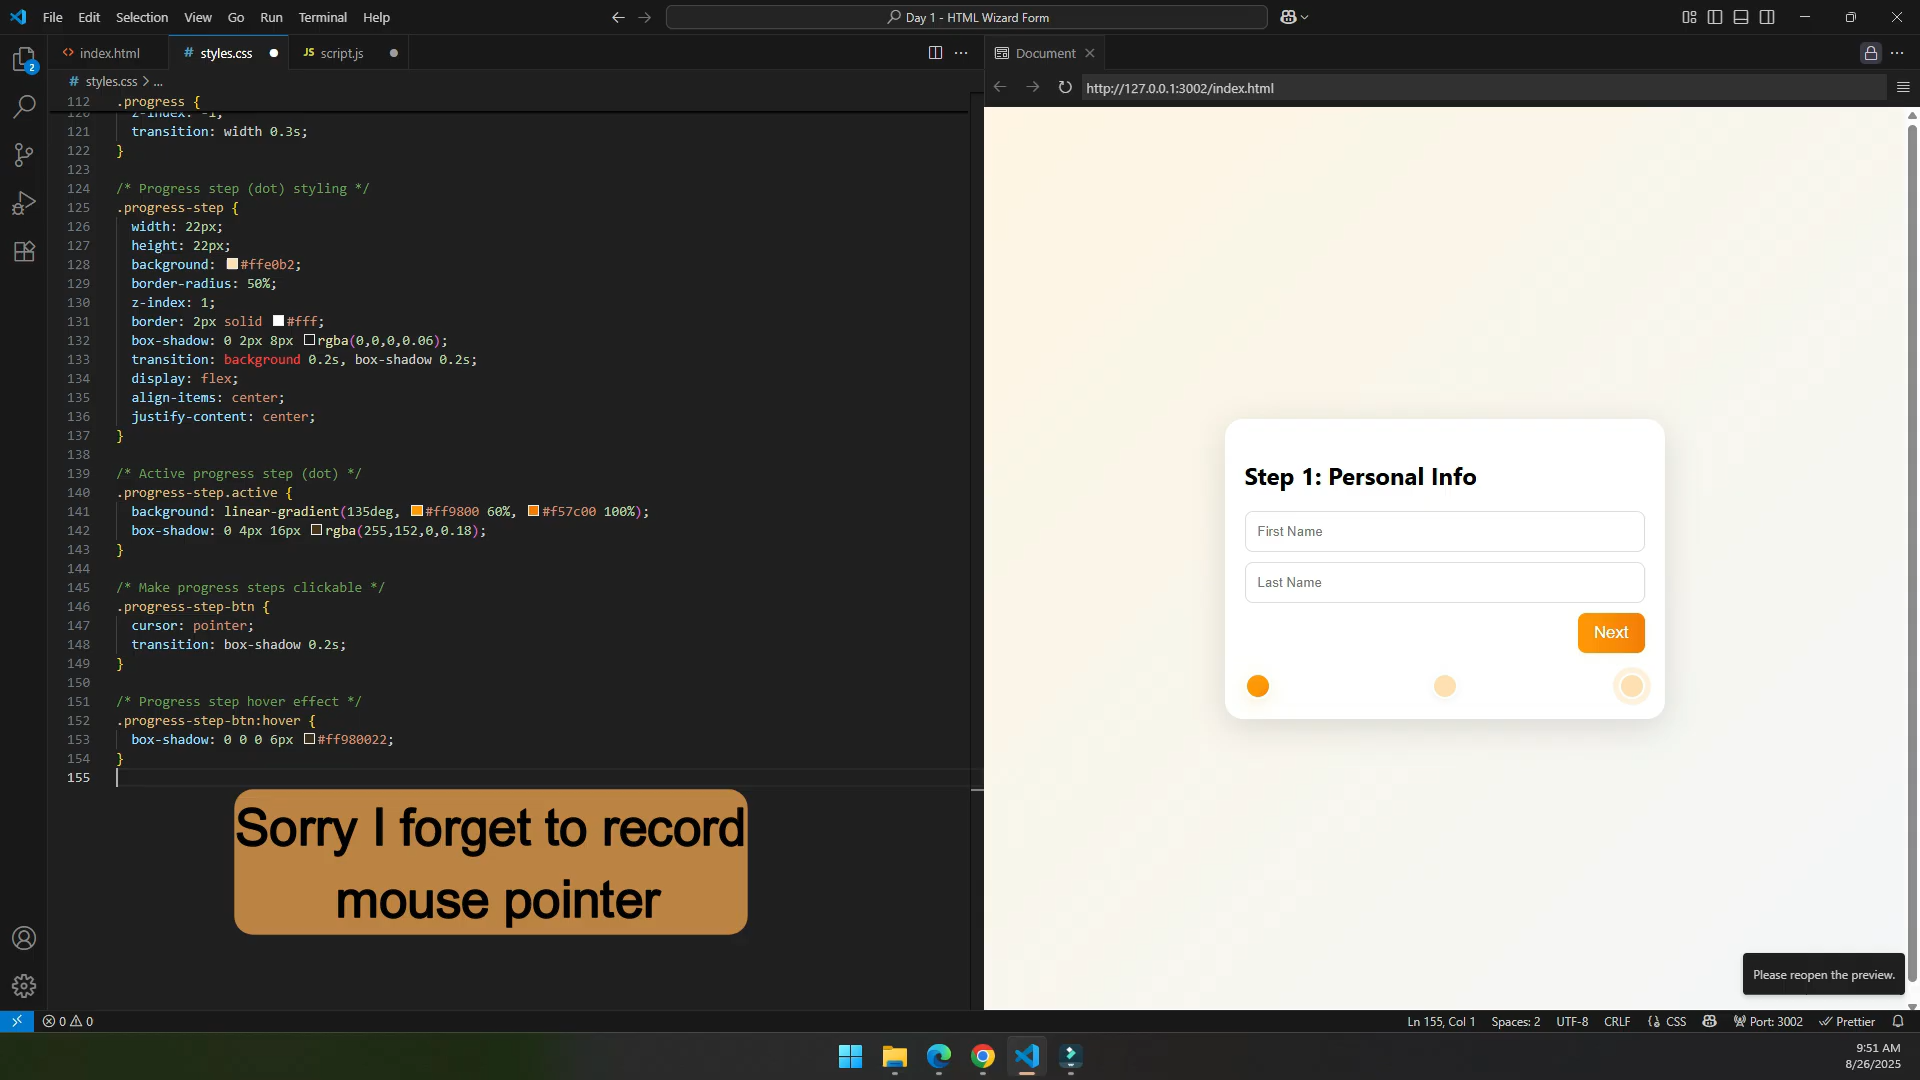 File Edit Selection View Go Run Terminal Help
Day 1 - HTML Wizard Form
<> index.html
# styles.css
JS script.js
Document
# styles.css > ...
http://127.0.0.1:3002/index.html
112 .progress {
120 z-index: -1;
121 transition: width 0.3s;
122 }
123
124 /* Progress step (dot) styling */
125 .progress-step {
126 width: 22px;
127 height: 22px;
128 background: #ffe0b2;
129 border-radius: 50%;
130 z-index: 1;
131 border: 2px solid #fff;
132 box-shadow: 0 2px 8px rgba(0,0,0,0.06);
133 transition: background 0.2s, box-shadow 0.2s;
134 display: flex;
135 align-items: center;
136 justify-content: center;
137 }
138
139 /* Active progress step (dot) */
140 .progress-step.active {
141 background: linear-gradient(135deg, #ff9800 60%, #f57c00 100%);
142 box-shadow: 0 4px 16px rgba(255,152,0,0.18);
143 }
144
145 /* Make progress steps clickable */
146 .progress-step-btn {
147 cursor: pointer;
148 transition: box-shadow 0.2s;
149 }
150
151 /* Progress step hover effect */
152 .progress-step-btn:hover {
153 box-shadow: 0 0 0 6px #ff980022;
154 }
155
Sorry I forget to record
mouse pointer
Step 1: Personal Info
First Name
Last Name
Next
Please reopen the preview.
2
0 0
Ln 155, Col 1 Spaces: 2 UTF-8 CRLF {} CSS Port: 3002 Prettier
9:51 AM
8/26/2025